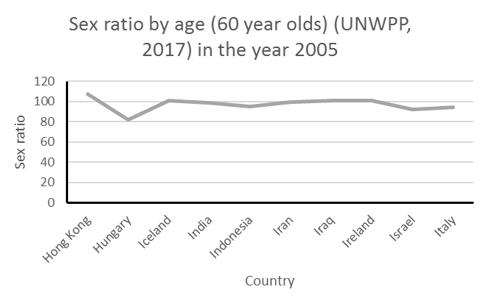 Sex ratio by age (60 year olds) (UNWPP,
2017) in the year 2005
120
100
80
60
40
20
0
Sex ratio
Hong Kong
Hungary
Iceland
India
Indonesia
Iran
Iraq
Ireland
Israel
Italy
Country